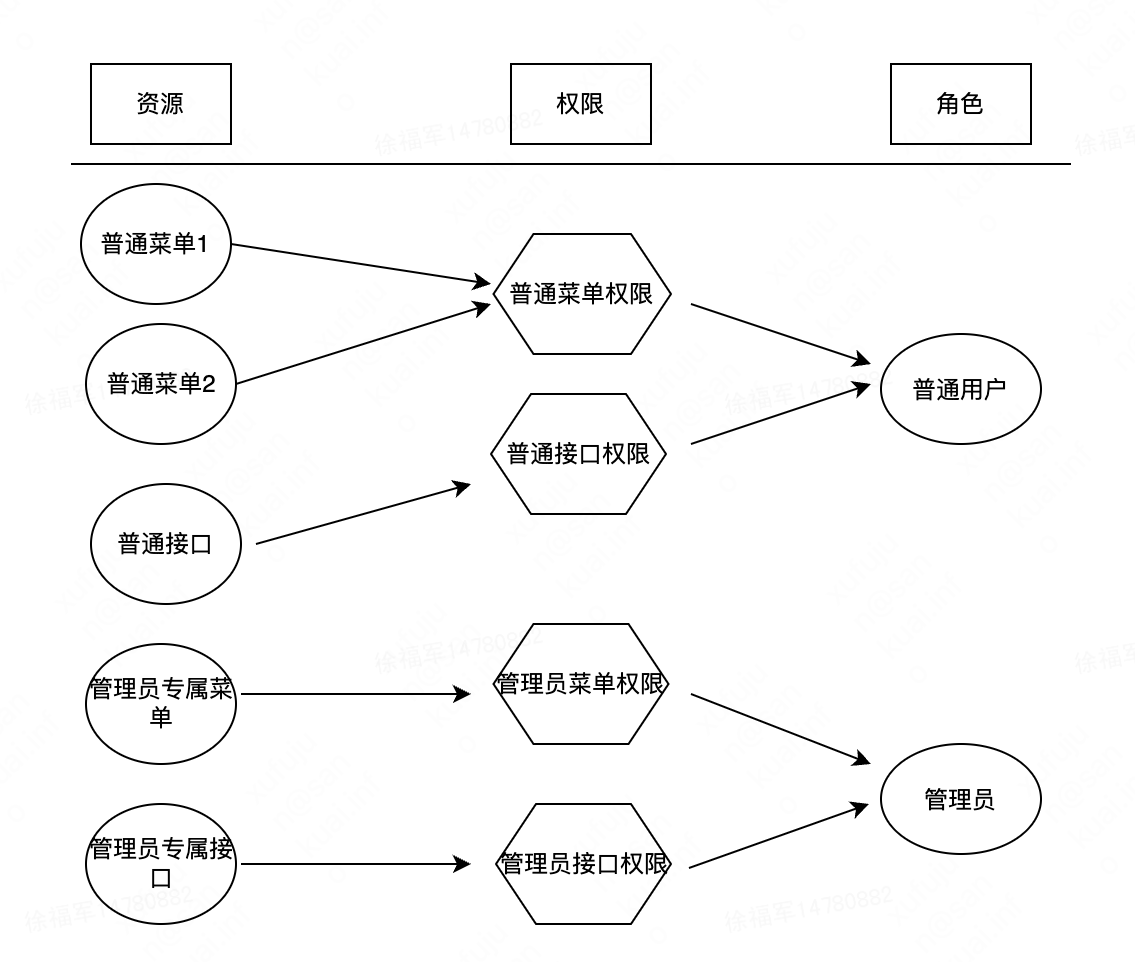 资源
权限
角色
普通菜单1
普通菜单2
普通接口
管理员专属菜
单
管理员专属接
口
普通菜单权限
普通接口权限
管理员菜单权限
管理员接口权限
普通用户
管理员
徐福军14780882
徐福军14780882
徐福军14780882
徐福军14780882
徐福军14780882